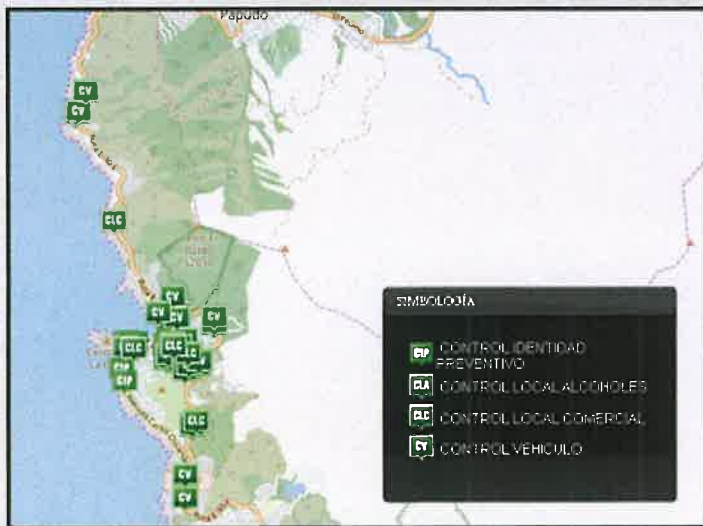 Papudo
CV
CV
CLC
CV
CV
CV
CV
CLC
CLC
CLC
CIP
CIP
CLC
CV
CV
SIMBOLOGÍA
CIP CONTROL IDENTIDAD
PREVENTIVO
CLA CONTROL LOCAL ALCOHOLES
CLC CONTROL LOCAL COMERCIAL
CV CONTROL VEHICULO